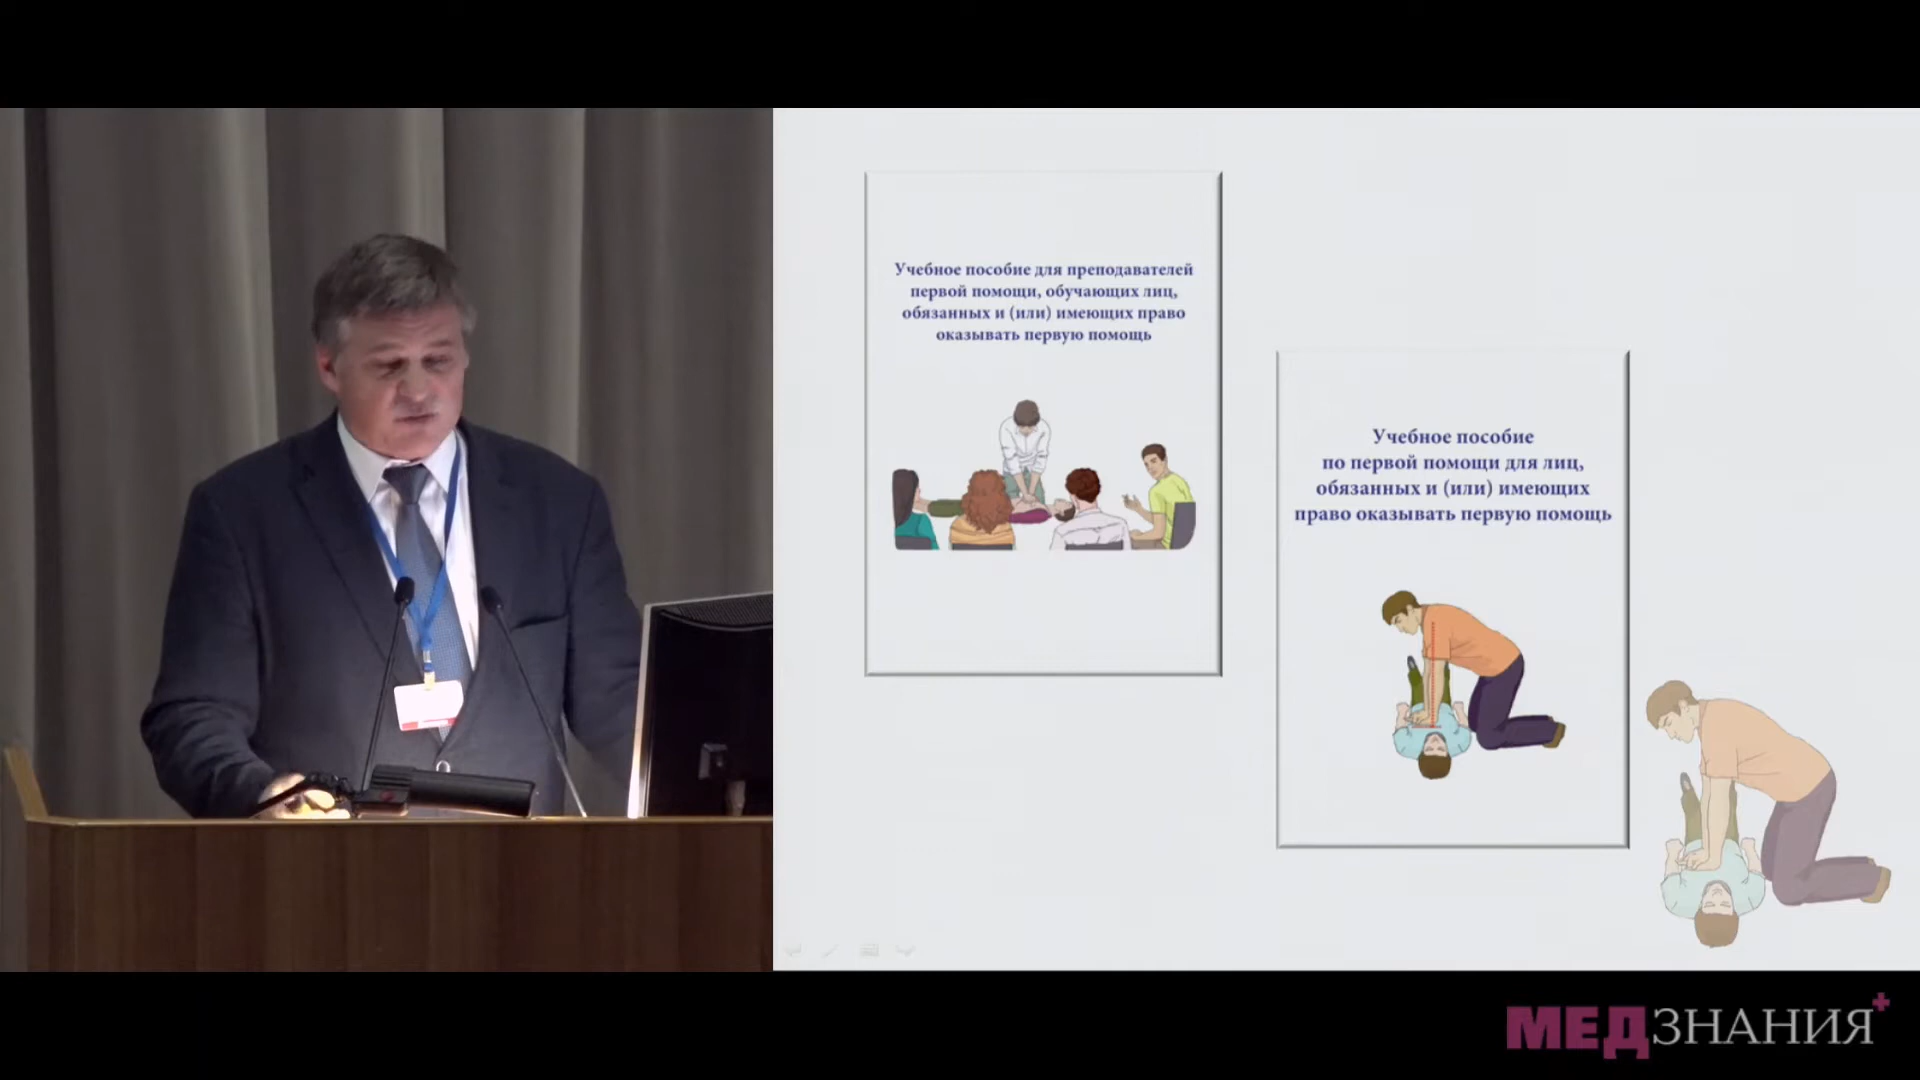 Учебное пособие для преподавателей
первой помощи, обучающих лиц,
обязанных и (или) имеющих право
оказывать первую помощь
Учебное пособие
по первой помощи для лиц,
обязанных и (или) имеющих
право оказывать первую помощь
МЕДЗНАНИЯ+